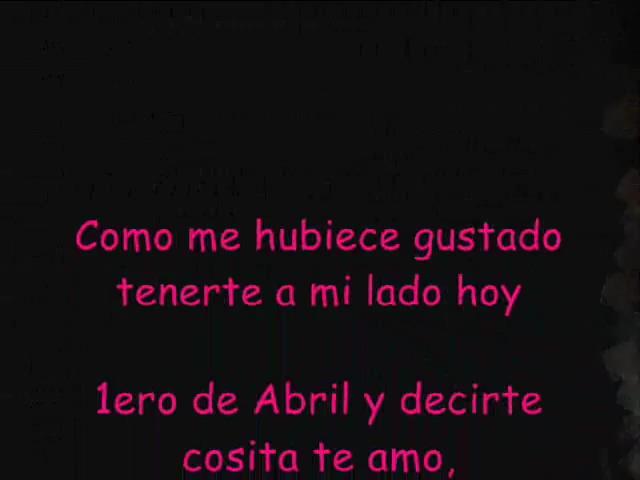 Como me hubiece gustado
tenerte a mi lado hoy
1ero de Abril y decirte
cosita te amo,